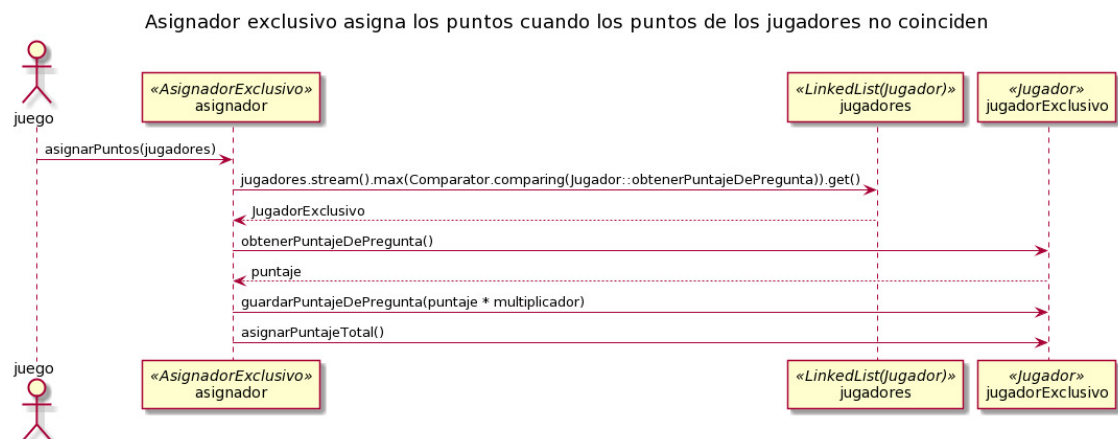 Asignador exclusivo asigna los puntos cuando los puntos de los jugadores no coinciden
juego
«AsignadorExclusivo»
asignador
«LinkedList(Jugador)»
jugadores
«Jugador»
jugadorExclusivo
asignarPuntos(jugadores)
jugadores.stream().max(Comparator.comparing(Jugador::obtenerPuntajeDePregunta)).get()
JugadorExclusivo
obtenerPuntajeDePregunta()
puntaje
guardarPuntajeDePregunta(puntaje * multiplicador)
asignarPuntajeTotal()
juego
«AsignadorExclusivo»
asignador
«LinkedList(Jugador)»
jugadores
«Jugador»
jugadorExclusivo